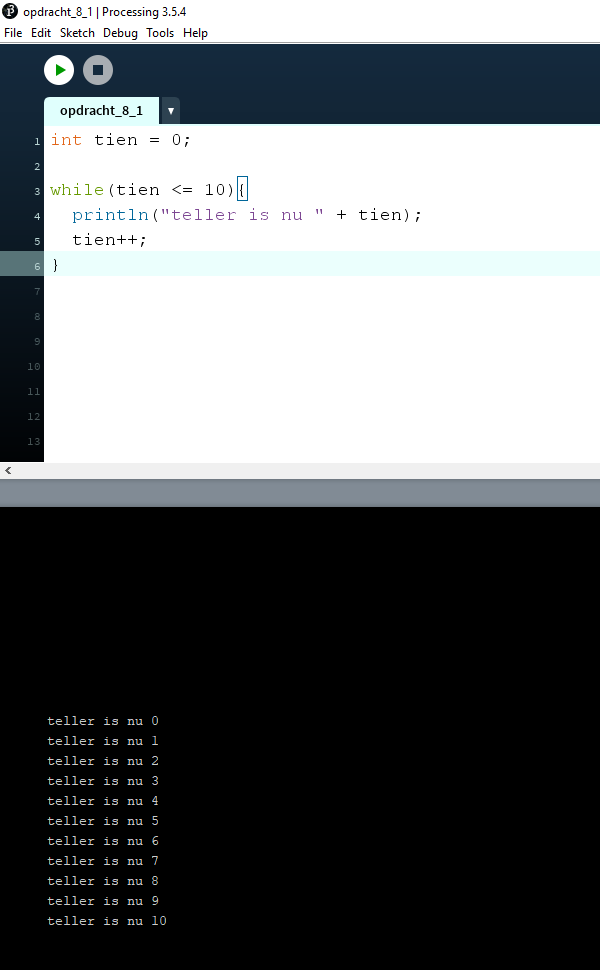 opdracht_8_1 | Processing 3.5.4
File Edit Sketch Debug Tools Help
opdracht_8_1 ▼
1 int tien = 0;
2
3 while(tien <= 10){
4   println("teller is nu " + tien);
5   tien++;
6 }
7
8
9
10
11
12
13
teller is nu 0
teller is nu 1
teller is nu 2
teller is nu 3
teller is nu 4
teller is nu 5
teller is nu 6
teller is nu 7
teller is nu 8
teller is nu 9
teller is nu 10